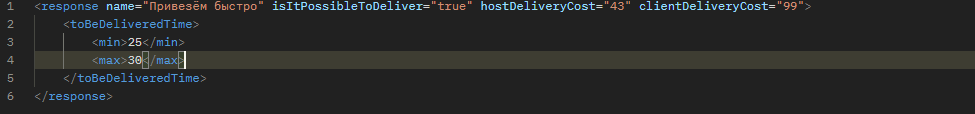 1 <response name="Привезём быстро" isItPossibleToDeliver="true" hostDeliveryCost="43" clientDeliveryCost="99">
2 <toBeDeliveredTime>
3 <min>25</min>
4 <max>30</max>
5 </toBeDeliveredTime>
6 </response>